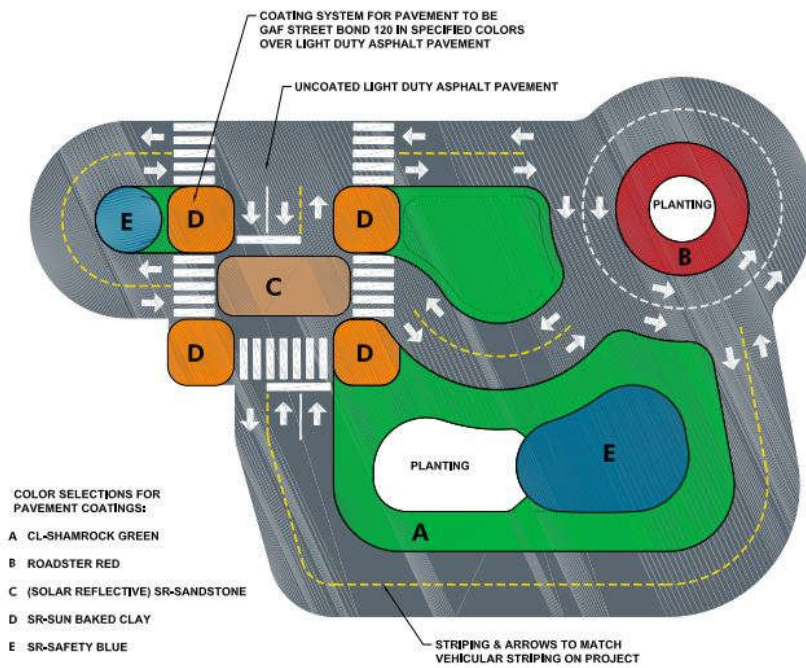 COATING SYSTEM FOR PAVEMENT TO BE
GAF STREET BOND 120 IN SPECIFIED COLORS
OVER LIGHT DUTY ASPHALT PAVEMENT
UNCOATED LIGHT DUTY ASPHALT PAVEMENT
E
D
D
PLANTING
B
C
D
D
PLANTING
E
A
COLOR SELECTIONS FOR
PAVEMENT COATINGS:
A CL-SHAMROCK GREEN
B ROADSTER RED
C (SOLAR REFLECTIVE) SR-SANDSTONE
D SR-SUN BAKED CLAY
E SR-SAFETY BLUE
STRIPING & ARROWS TO MATCH
VEHICULAR STRIPING ON PROJECT